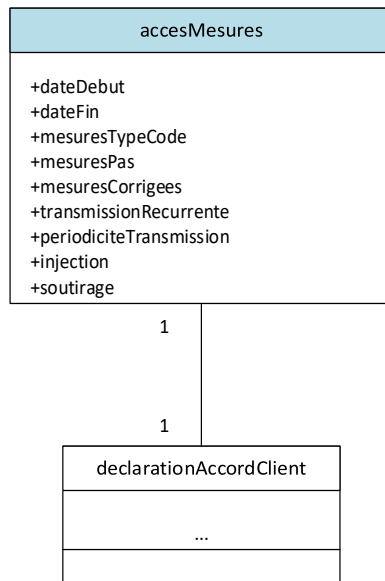 accesMesures
+dateDebut
+dateFin
+mesuresTypeCode
+mesuresPas
+mesuresCorrigees
+transmissionRecurrente
+periodiciteTransmission
+injection
+soutirage
1
1
declarationAccordClient
...